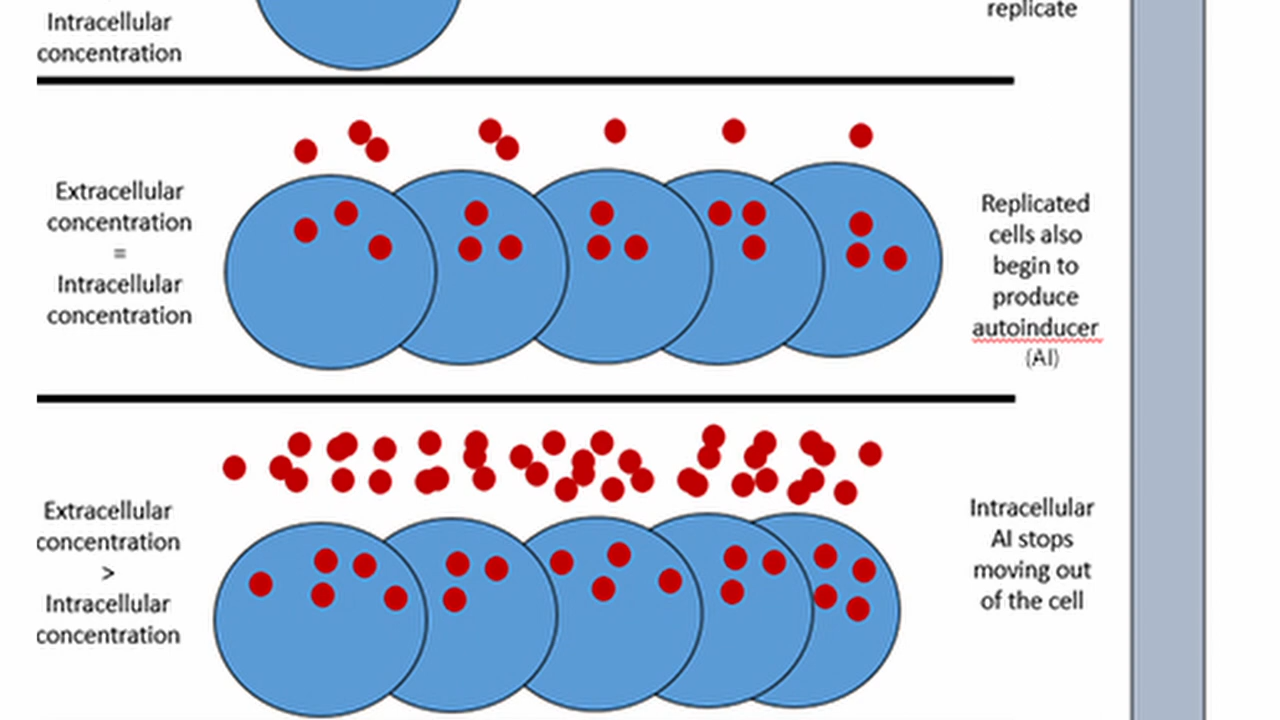 Intracellular
concentration
replicate
Extracellular
concentration
=
Intracellular
concentration
Replicated
cells also
begin to
produce
autoinducer
(AI)
Extracellular
concentration
>
Intracellular
concentration
Intracellular
AI stops
moving out
of the cell